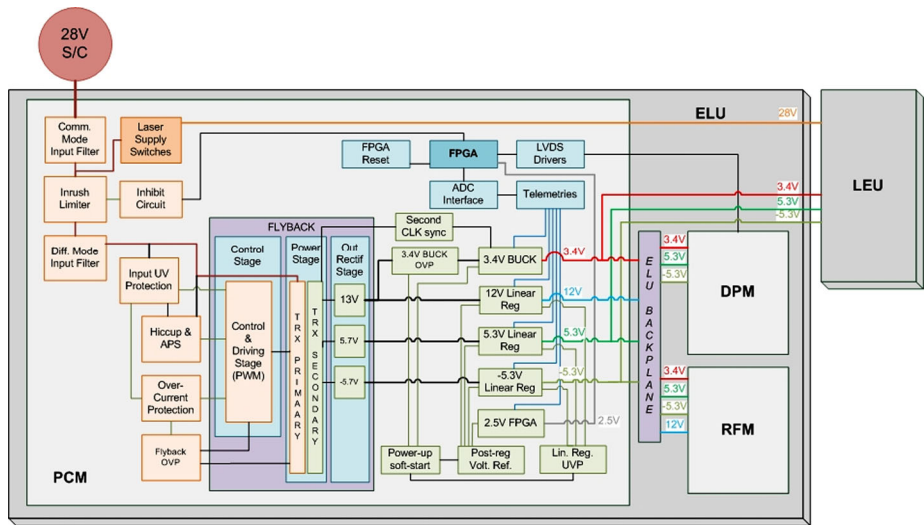 28V
S/C
ELU
28V
LEU
Comm.
Mode
Input Filter
Laser
Supply
Switches
FPGA
Reset
FPGA
LVDS
Drivers
Inrush
Limiter
Inhibit
Circuit
ADC
Interface
Telemetries
3.4V
5.3V
-5.3V
FLYBACK
Second
CLK sync
Diff. Mode
Input Filter
Control
Stage
Power
Stage
Out
Rectif
Stage
3.4V BUCK
OVP
3.4V BUCK
3.4V
Input UV
Protection
13V
12V Linear
Reg
12V
Hiccup &
APS
Control
&
Driving
Stage
(PWM)
TRX PRIMAARY
TRX SECONDARY
5.7V
5.3V Linear
Reg
5.3V
-5.7V
-5.3V
Linear Reg
-5.3V
Over-
Current
Protection
2.5V FPGA
2.5V
Flyback
OVP
Power-up
soft-start
Post-reg
Volt. Ref.
Lin. Reg.
UVP
PCM
ELU BACKPLANE
3.4V
5.3V
-5.3V
DPM
3.4V
5.3V
-5.3V
12V
RFM